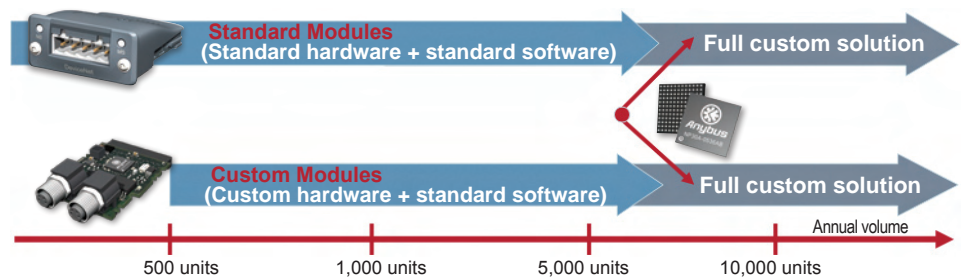 Standard Modules
(Standard hardware + standard software)
Full custom solution
Anybus
Custom Modules
(Custom hardware + standard software)
Full custom solution
Annual volume
500 units
1,000 units
5,000 units
10,000 units